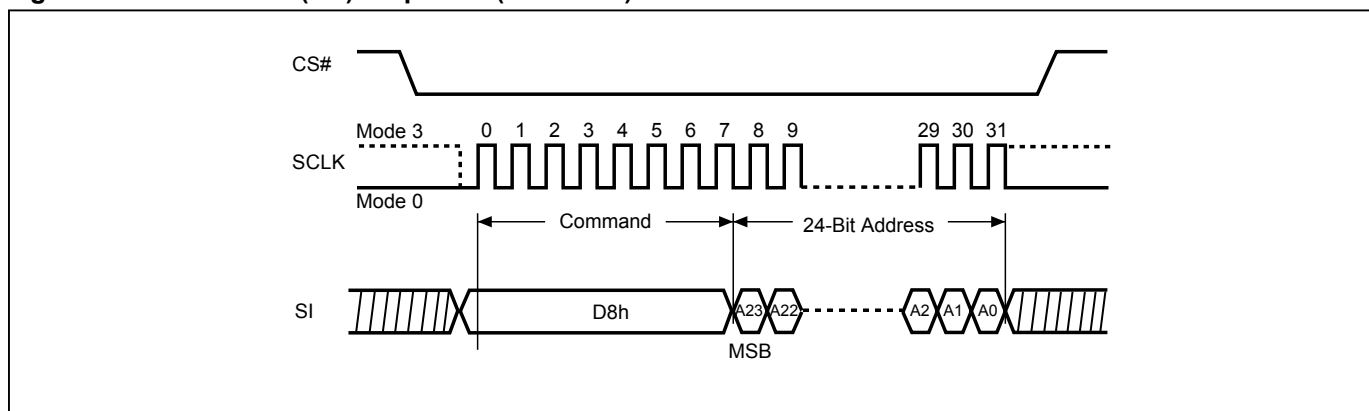 CS#
Mode 3
0 1 2 3 4 5 6 7 8 9 29 30 31
SCLK
Mode 0
Command
24-Bit Address
SI
D8h
A23 A22 A2 A1 A0
MSB